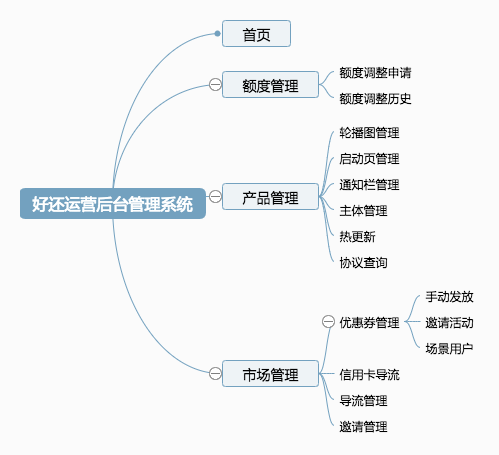 首页
额度管理
额度调整申请
额度调整历史
好还运营后台管理系统
产品管理
轮播图管理
启动页管理
通知栏管理
主体管理
热更新
协议查询
市场管理
优惠券管理
手动发放
邀请活动
场景用户
信用卡导流
导流管理
邀请管理